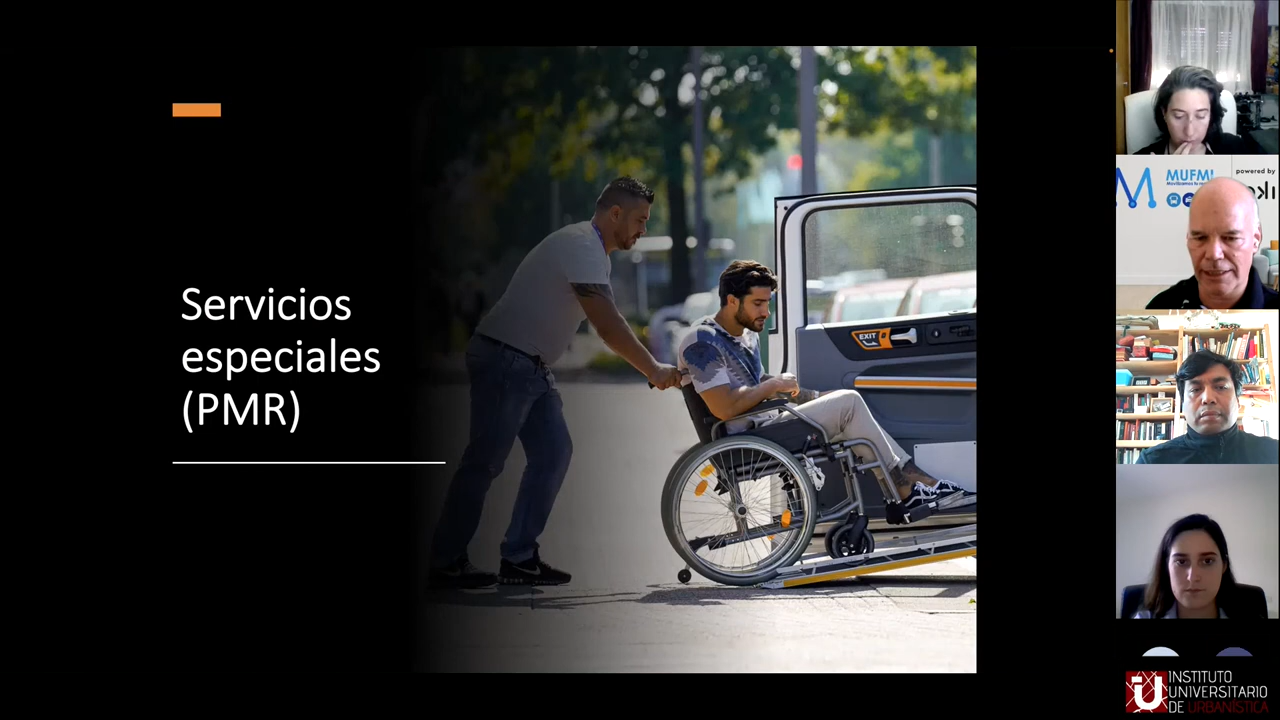 Servicios
especiales
(PMR)
EXIT
MUFMI
powered by
INSTITUTO
UNIVERSITARIO
DE URBANÍSTICA